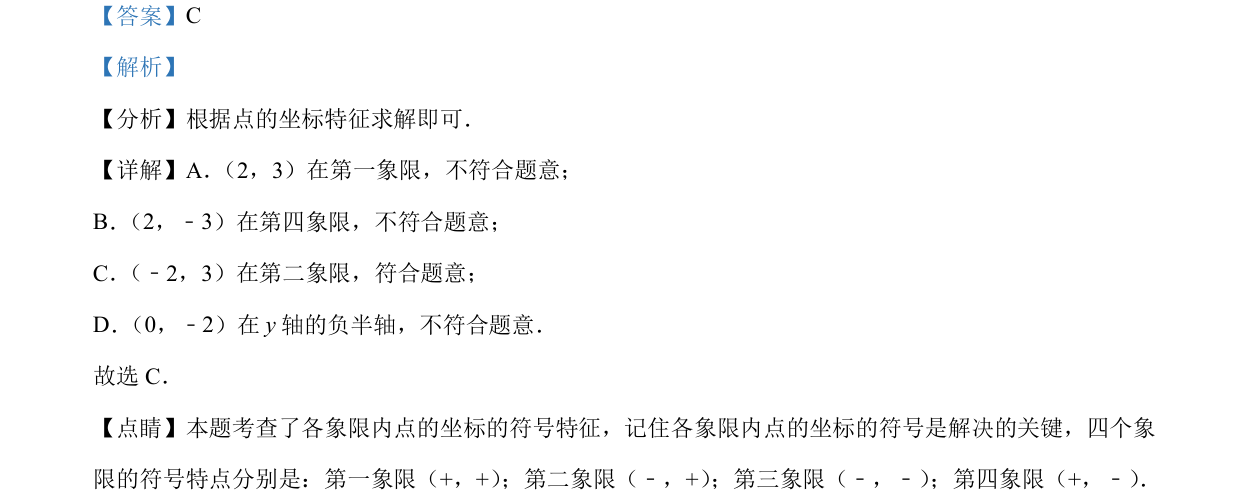 【答案】C
【解析】
【分析】根据点的坐标特征求解即可．
【详解】A．（2，3）在第一象限，不符合题意；
B．（2，﹣3）在第四象限，不符合题意；
C．（﹣2，3）在第二象限，符合题意；
D．（0，﹣2）在 y 轴的负半轴，不符合题意．
故选 C．
【点睛】本题考查了各象限内点的坐标的符号特征，记住各象限内点的坐标的符号是解决的关键，四个象
限的符号特点分别是：第一象限（+，+）；第二象限（﹣，+）；第三象限（﹣，﹣）；第四象限（+，﹣）．